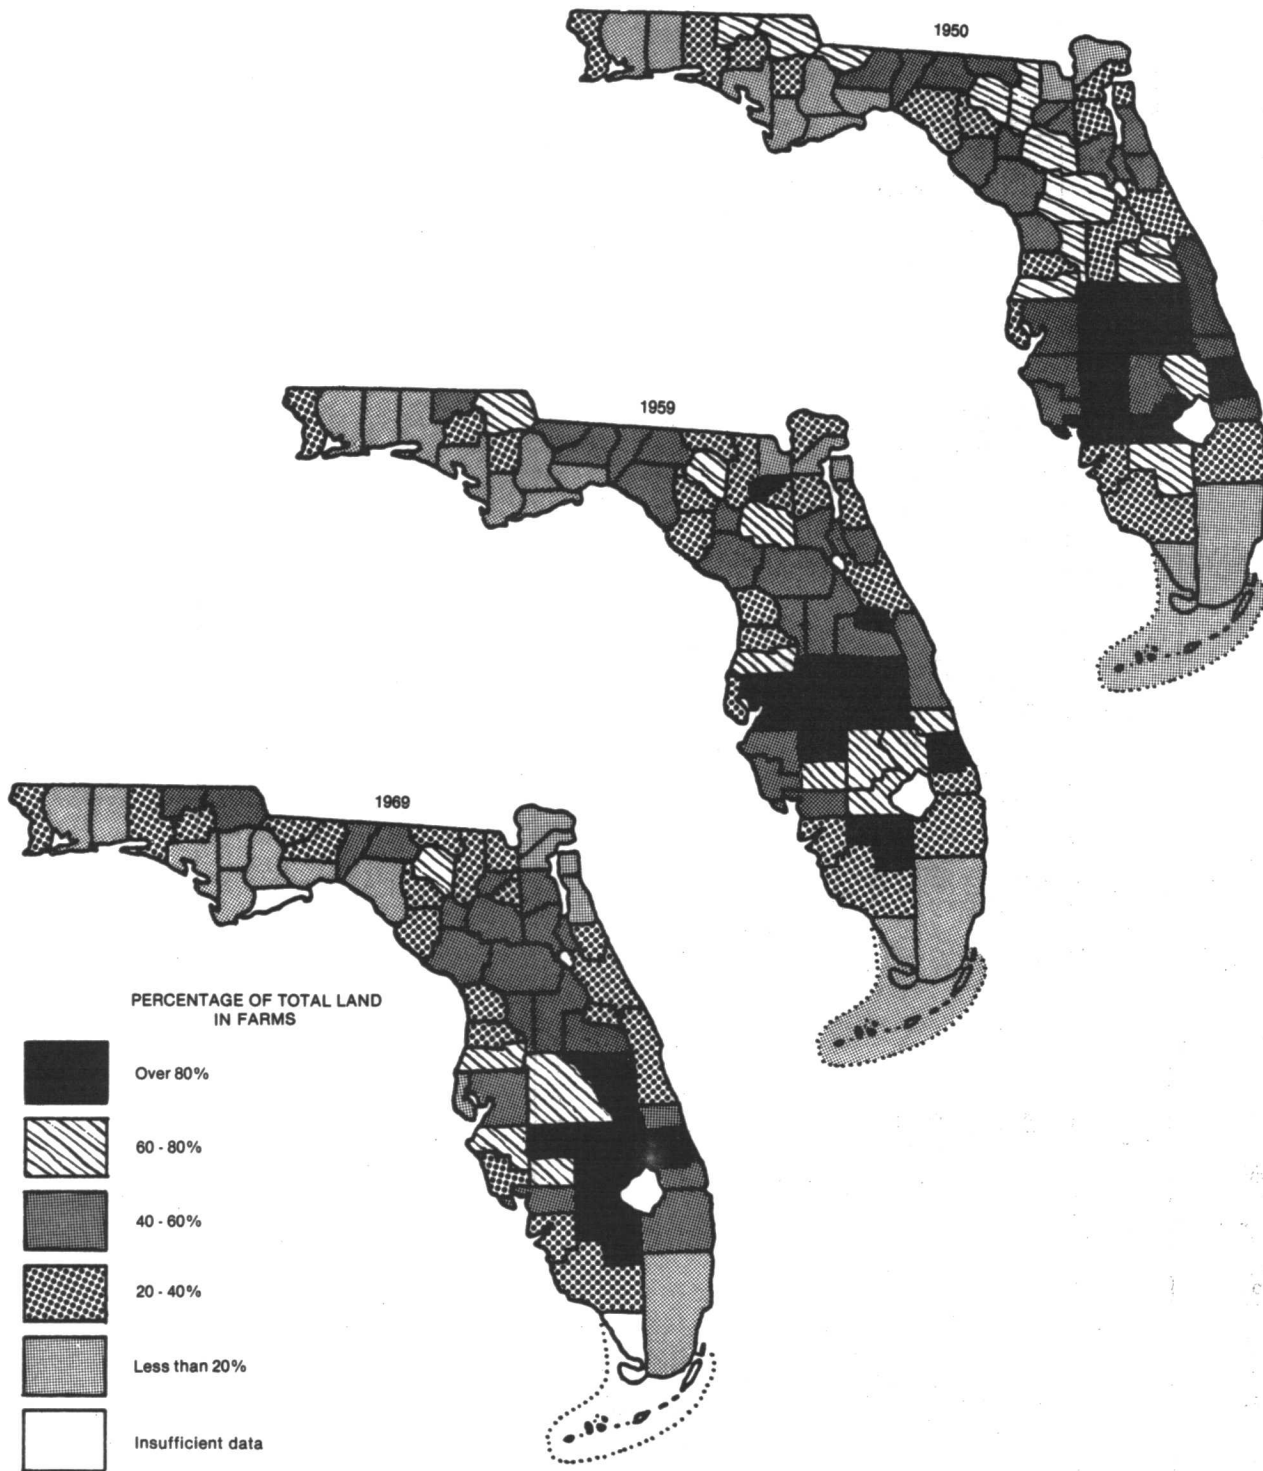 1950
1959
1969
PERCENTAGE OF TOTAL LAND
IN FARMS
Over 80%
60 - 80%
40 - 60%
20 - 40%
Less than 20%
Insufficient data